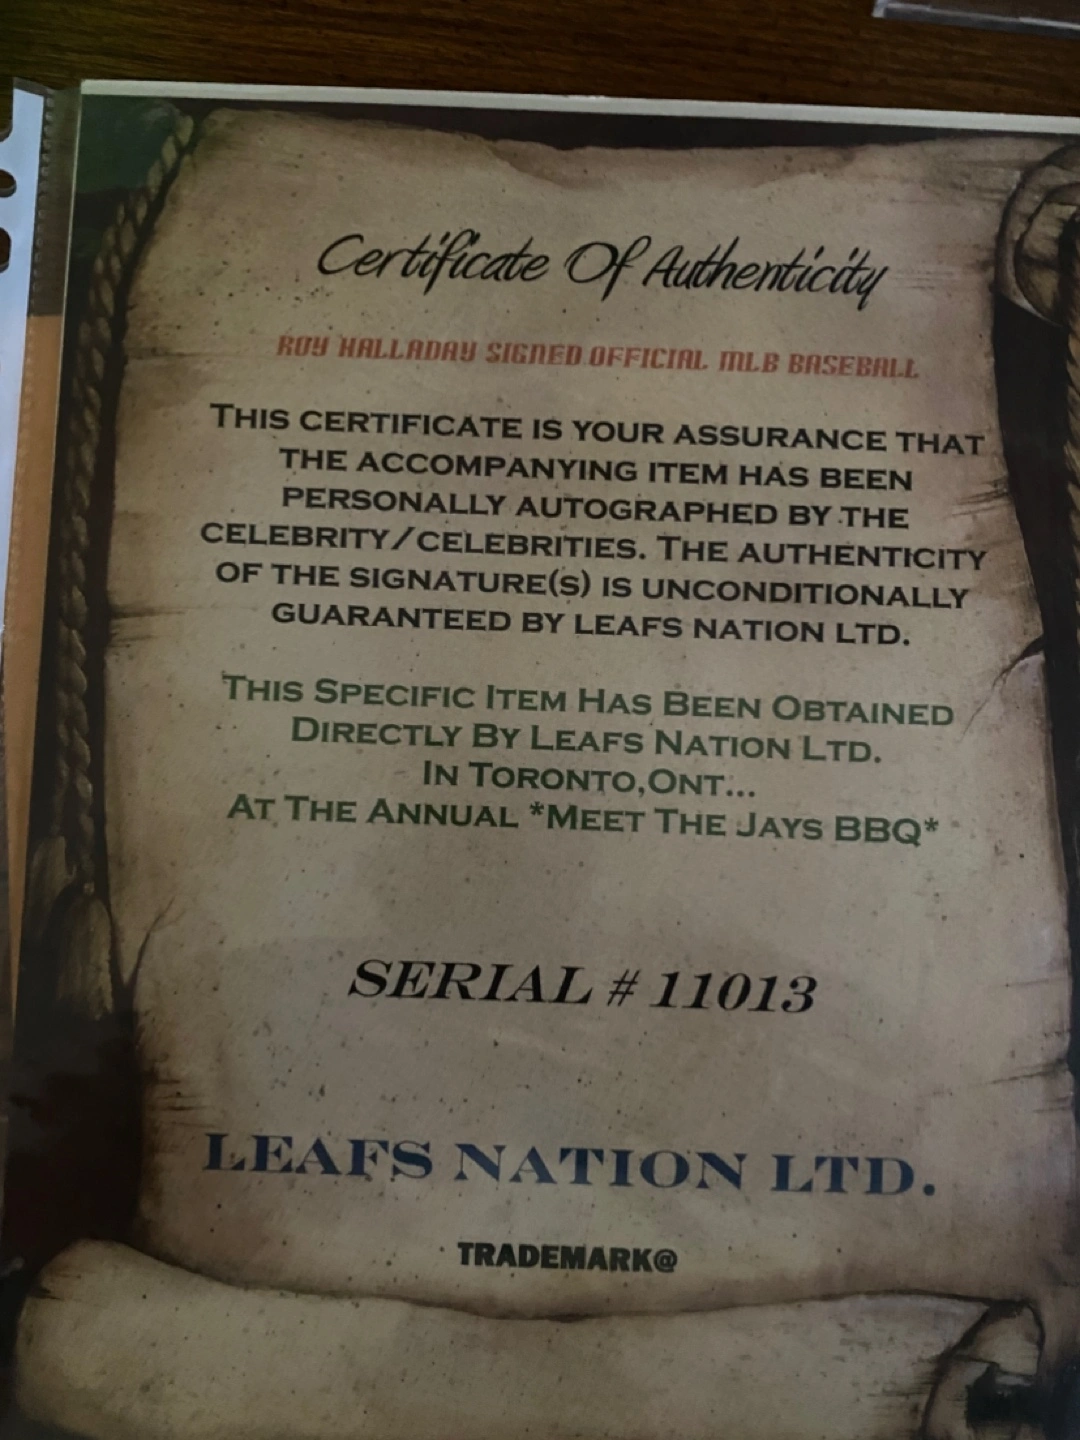 Certificate Of Authenticity
ROY HALLADAY SIGNED OFFICIAL MLB BASEBALL
THIS CERTIFICATE IS YOUR ASSURANCE THAT
THE ACCOMPANYING ITEM HAS BEEN
PERSONALLY AUTOGRAPHED BY THE
CELEBRITY/CELEBRITIES. THE AUTHENTICITY
OF THE SIGNATURE(S) IS UNCONDITIONALLY
GUARANTEED BY LEAFS NATION LTD.
THIS SPECIFIC ITEM HAS BEEN OBTAINED
DIRECTLY BY LEAFS NATION LTD.
IN TORONTO,ONT...
AT THE ANNUAL *MEET THE JAYS BBQ*
SERIAL # 11013
LEAFS NATION LTD.
TRADEMARK@